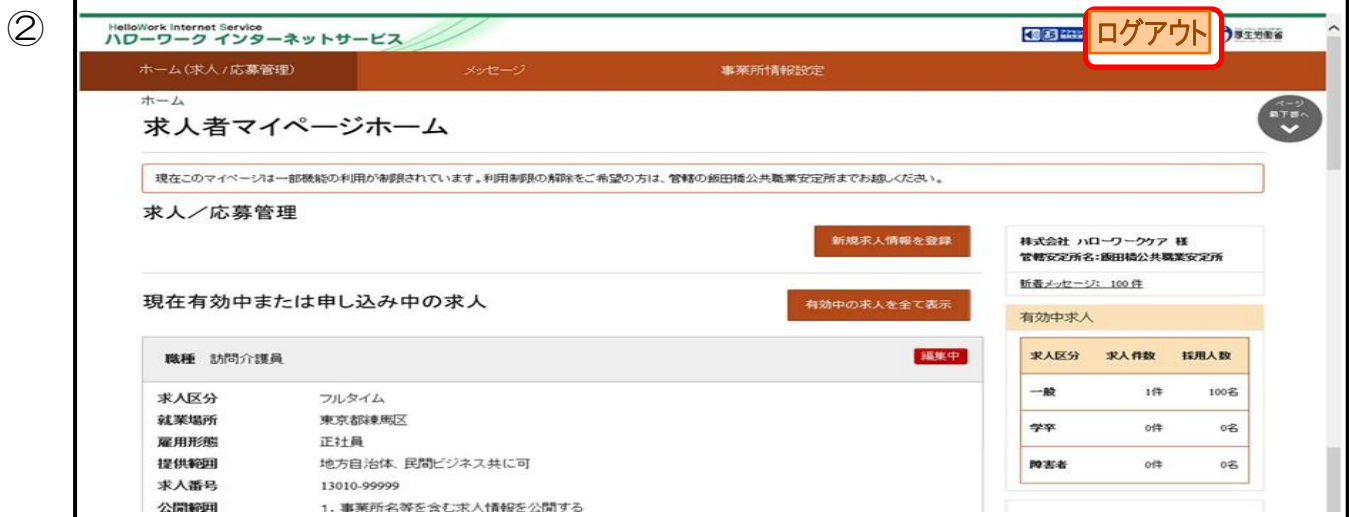 ②
HelloWork Internet Service
ハローワーク インターネットサービス
ログアウト
厚生労働省
ホーム(求人/応募管理)
メッセージ
事業所情報設定
ホーム
求人者マイページホーム
ページ
最下部へ
現在このマイページは一部機能の利用が制限されています。利用制限の解除をご希望の方は、管轄の飯田橋公共職業安定所までお越しください。
求人／応募管理
新規求人情報を登録
株式会社 ハローワークケア 様
管轄安定所名:飯田橋公共職業安定所
新着メッセージ: 100件
現在有効中または申し込み中の求人
有効中の求人を全て表示
有効中求人
職種 訪問介護員
編集中
求人区分 求人件数 採用人数
一般 1件 100名
学卒 0件 0名
障害者 0件 0名
求人区分 フルタイム
就業場所 東京都練馬区
雇用形態 正社員
提供範囲 地方自治体、民間ビジネス共に可
求人番号 13010-99999
公開範囲 1. 事業所名等を含む求人情報を公開する